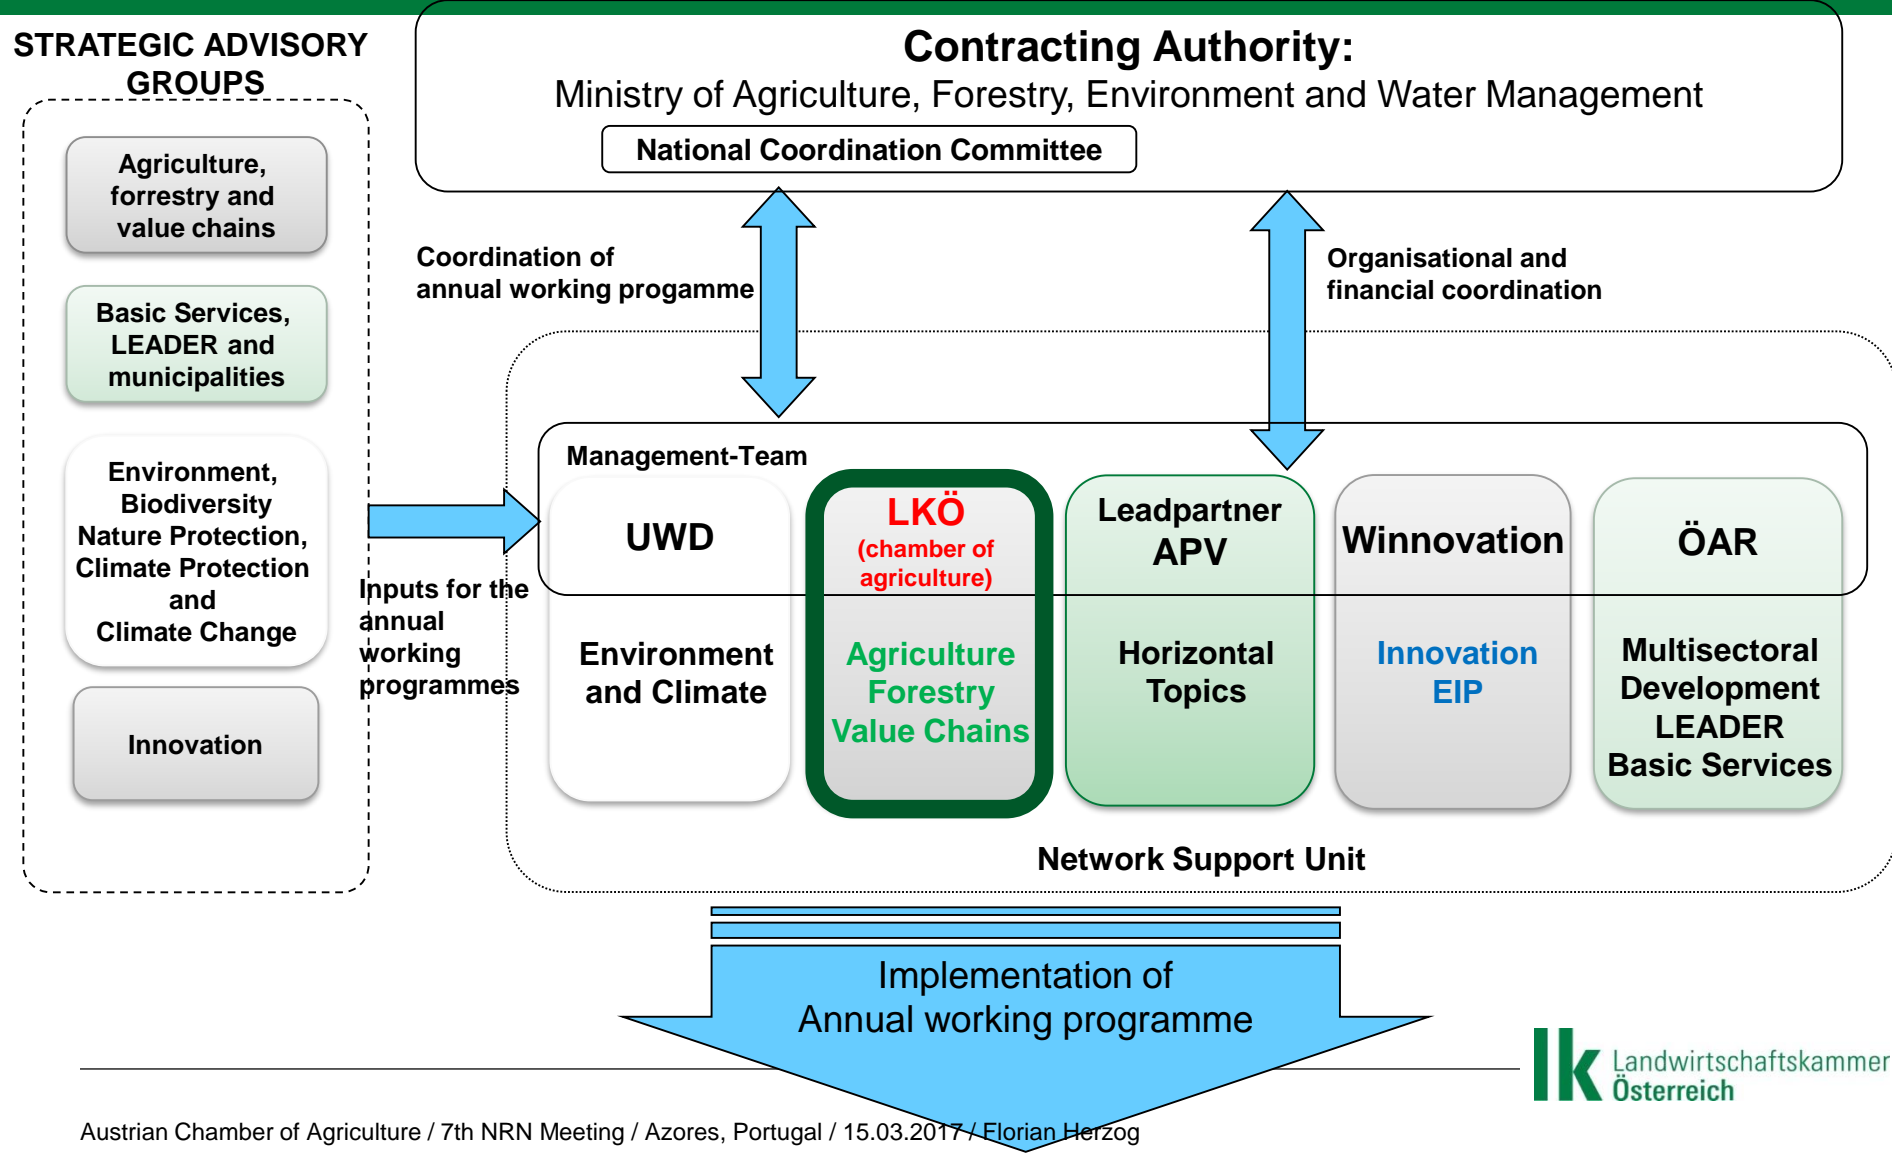 STRATEGIC ADVISORY
GROUPS
Agriculture,
forrestry and
value chains
Basic Services,
LEADER and
municipalities
Environment,
Biodiversity
Nature Protection,
Climate Protection
and
Climate Change
Innovation
Contracting Authority:
Ministry of Agriculture, Forestry, Environment and Water Management
National Coordination Committee
Coordination of
annual working progamme
Organisational and
financial coordination
Inputs for the
annual
working
programmes
Management-Team
UWD
Environment
and Climate
LKÖ
(chamber of
agriculture)
Agriculture
Forestry
Value Chains
Leadpartner
APV
Horizontal
Topics
Winnovation
Innovation
EIP
ÖAR
Multisectoral
Development
LEADER
Basic Services
Network Support Unit
Implementation of
Annual working programme
lk Landwirtschaftskammer
Österreich
Austrian Chamber of Agriculture / 7th NRN Meeting / Azores, Portugal / 15.03.2017 / Florian Herzog